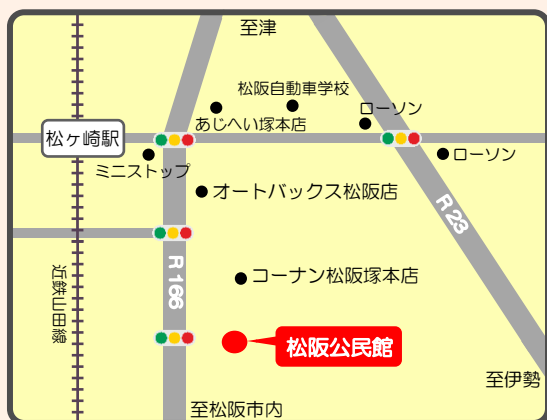 至津
松阪自動車学校
ローソン
あじへい塚本店
松ヶ崎駅
ローソン
ミニストップ
オートバックス松阪店
R 23
R 166
近鉄山田線
コーナン松阪塚本店
松阪公民館
至伊勢
至松阪市内